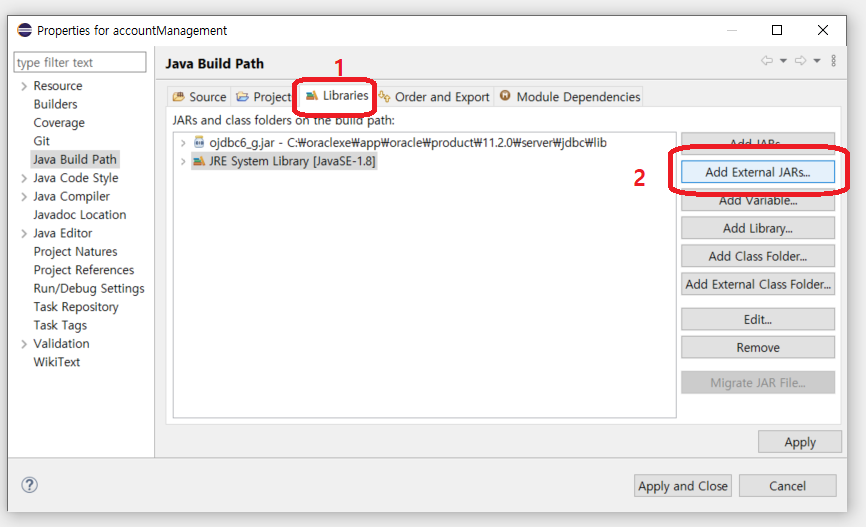 Properties for accountManagement
type filter text
Resource
Builders
Coverage
Git
Java Build Path
Java Code Style
Java Compiler
Javadoc Location
Java Editor
Project Natures
Project References
Run/Debug Settings
Task Repository
Task Tags
Validation
WikiText
Java Build Path
1
Source
Project
Libraries
Order and Export
Module Dependencies
JARs and class folders on the build path:
ojdbc6_g.jar - C:₩oraclexe₩app₩oracle₩product₩11.2.0₩server₩jdbc₩lib
JRE System Library [JavaSE-1.8]
2
Add JARs...
Add External JARs...
Add Variable...
Add Library...
Add Class Folder...
Add External Class Folder...
Edit...
Remove
Migrate JAR File...
Apply
?
Apply and Close
Cancel